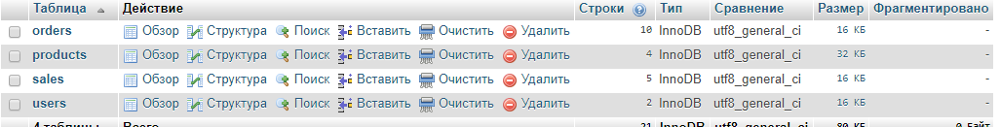 Таблица Действие Строки Тип Сравнение Размер Фрагментировано
orders Обзор Структура Поиск Вставить Очистить Удалить 10 InnoDB utf8_general_ci 16 КБ -
products Обзор Структура Поиск Вставить Очистить Удалить 4 InnoDB utf8_general_ci 32 КБ -
sales Обзор Структура Поиск Вставить Очистить Удалить 5 InnoDB utf8_general_ci 16 КБ -
users Обзор Структура Поиск Вставить Очистить Удалить 2 InnoDB utf8_general_ci 16 КБ -
4 таблицы Всего 21 InnoDB utf8_general_ci 80 КБ 0 Байт